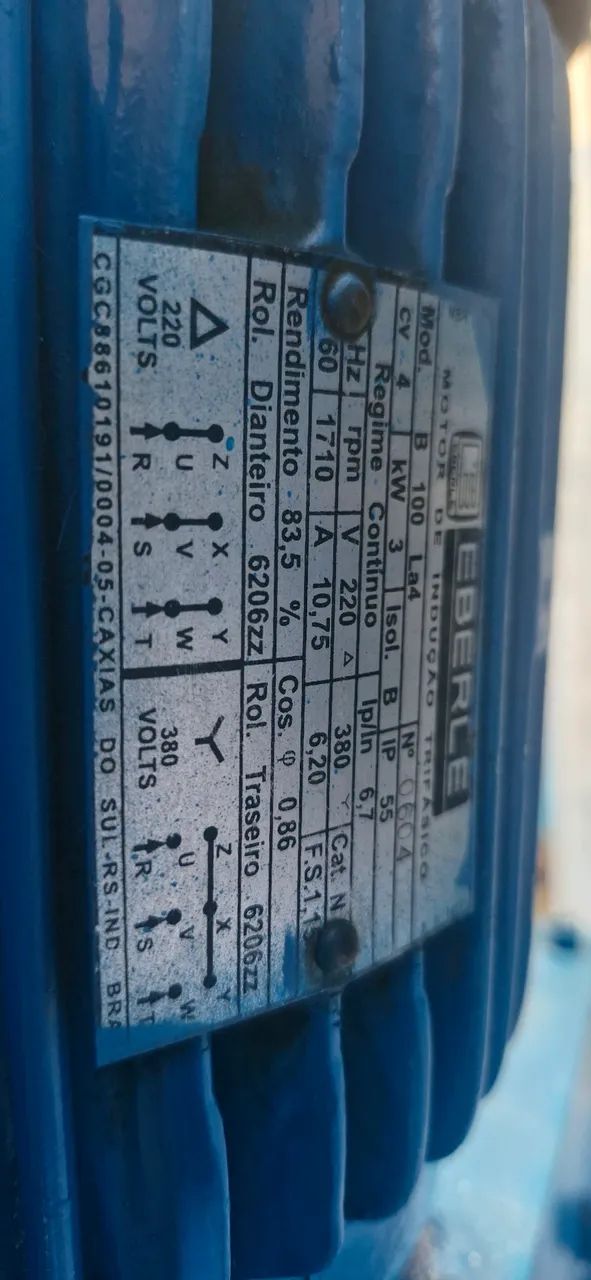 EBERLE
MOTOR DE INDUÇÃO TRIFÁSICO
Mod. B 100 La4 Nº 0604
cv - 4 kW 3 Isol. B IP 55
Regime - Contínuo Ip/In 6,7
Hz rpm V 220 △ 380 Y Cat. N
60 1710 A 10,75 6,20 F.S.1,15
Rendimento 83,5 % Cos. φ 0,86
Rol. Dianteiro 6206zz Rol. Traseiro 6206zz
△ Z X Y Y Z X Y
220 VOLTS U V W 380 VOLTS U V W
R S T R S T
CGC88610191/0004-05-CAXIAS DO SUL-RS-IND BRA